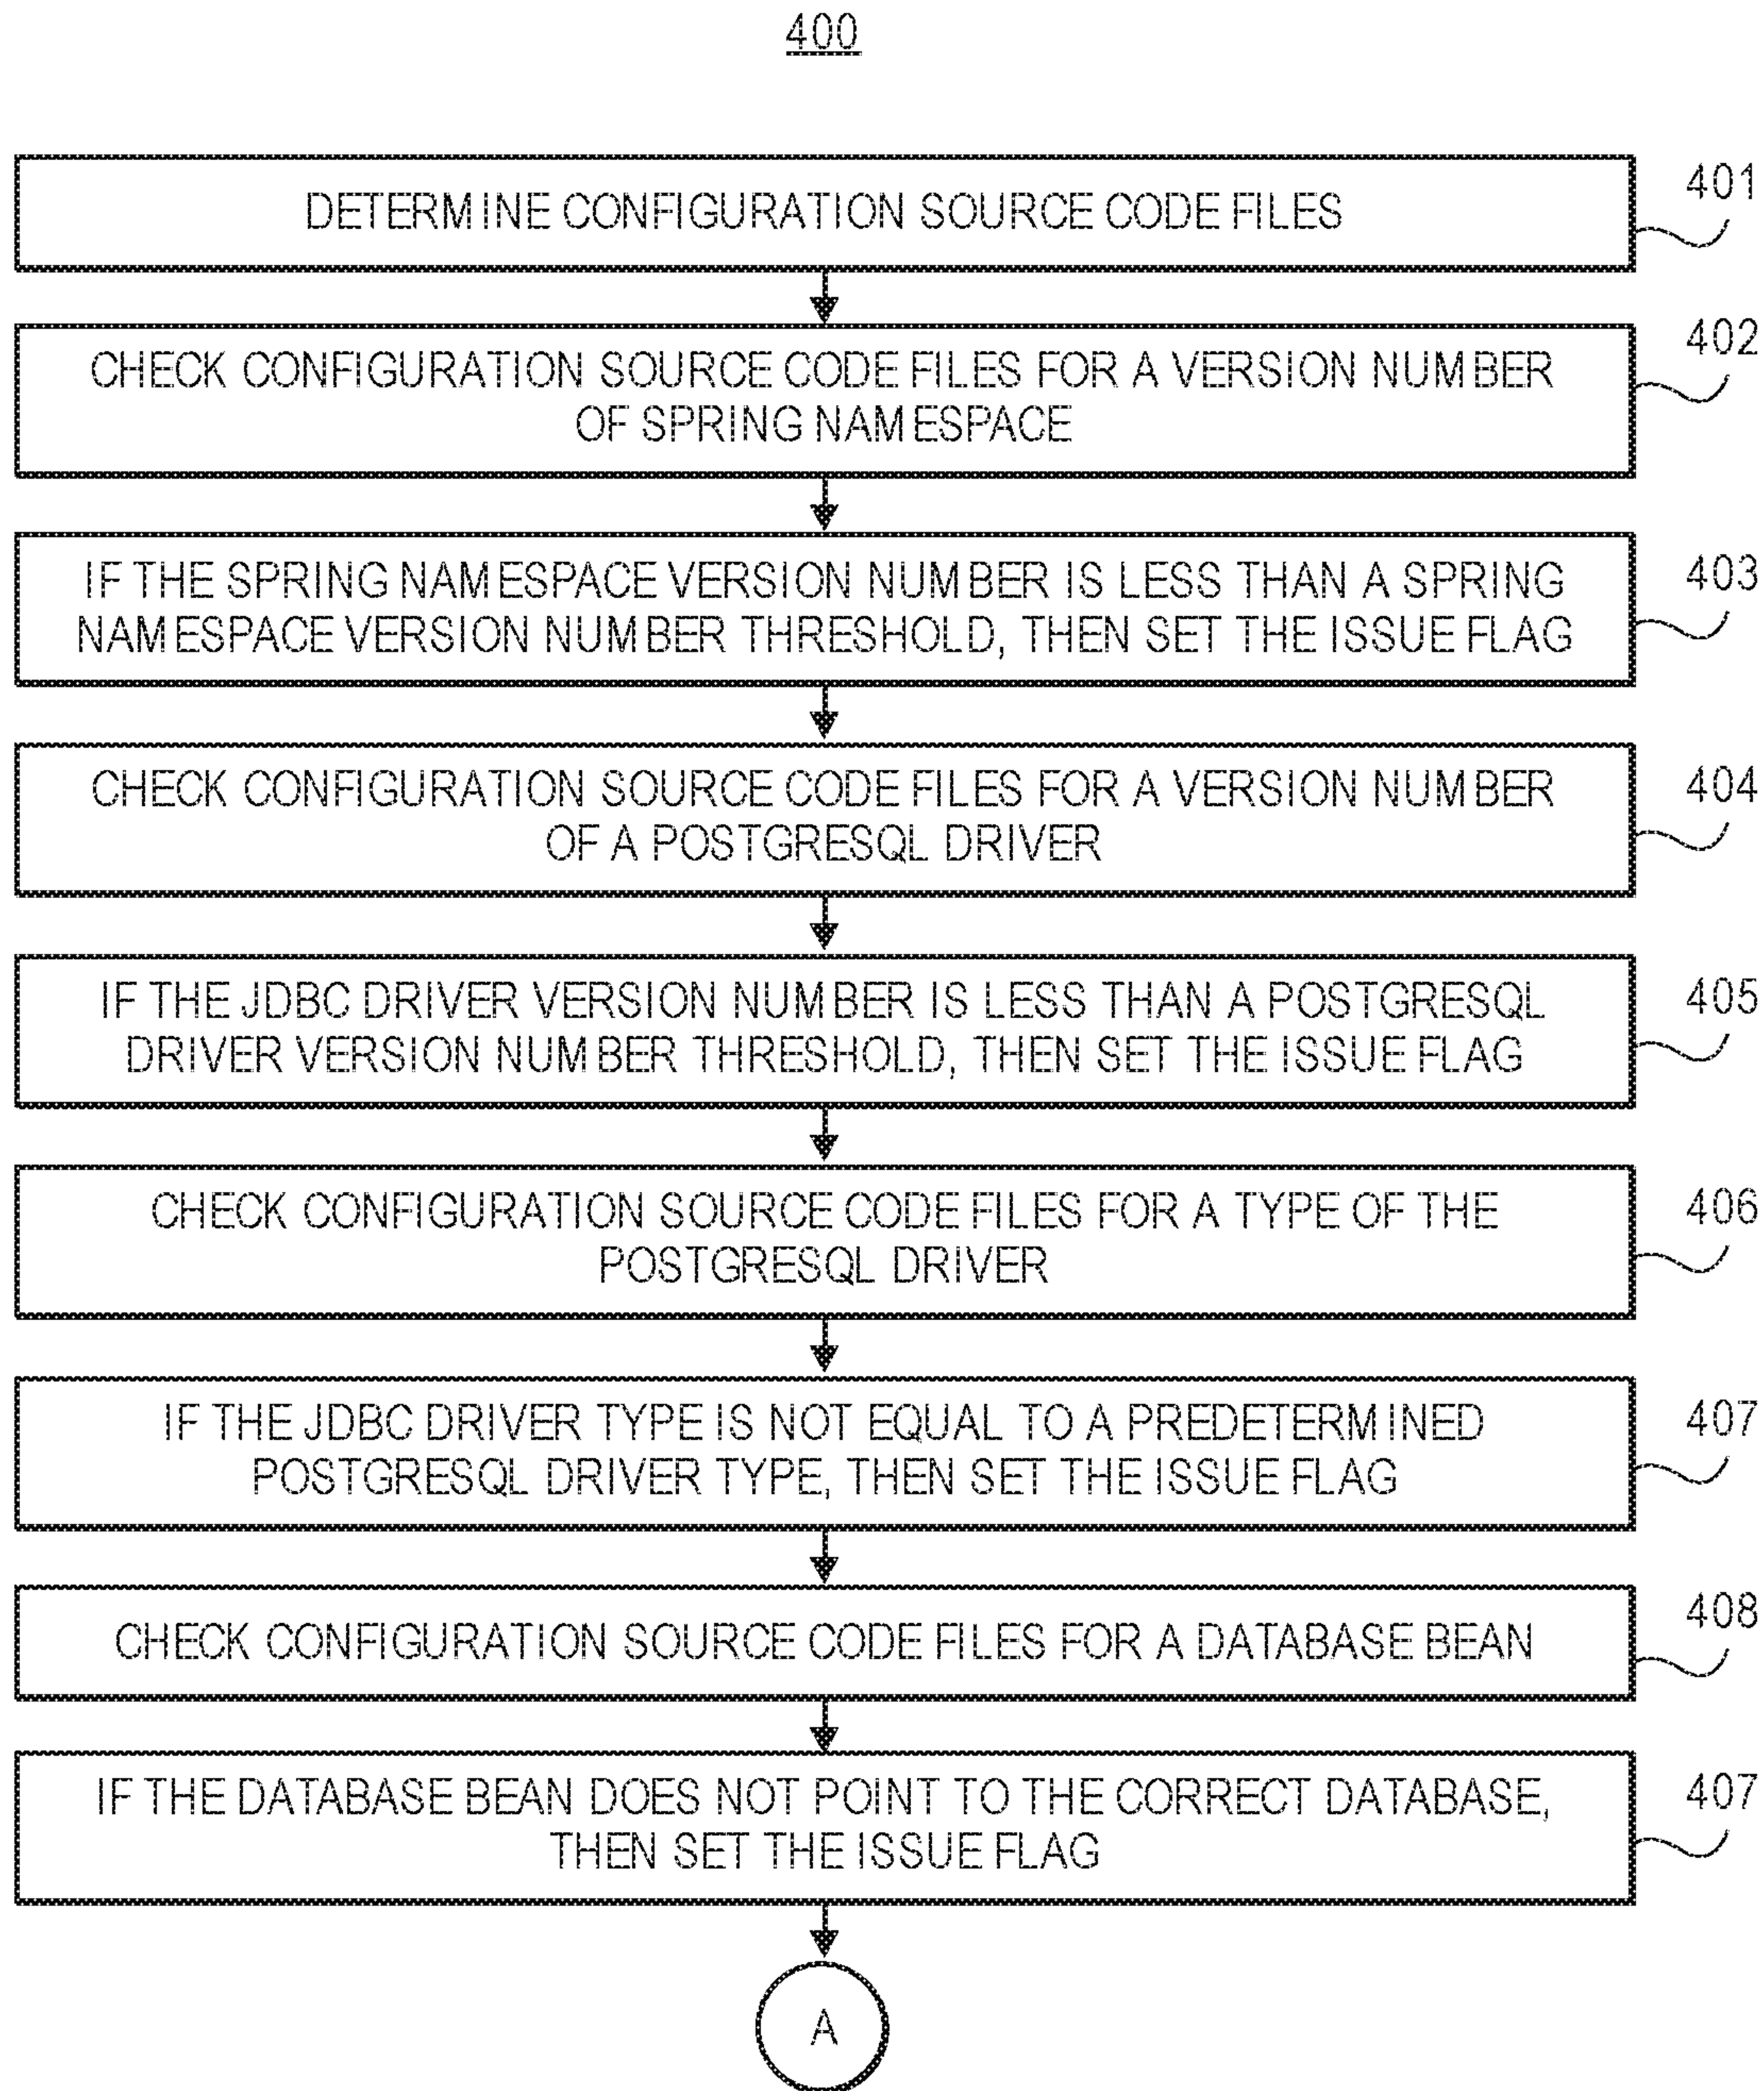 400
DETERMINE CONFIGURATION SOURCE CODE FILES
401
CHECK CONFIGURATION SOURCE CODE FILES FOR A VERSION NUMBER
OF SPRING NAMESPACE
402
IF THE SPRING NAMESPACE VERSION NUMBER IS LESS THAN A SPRING
NAMESPACE VERSION NUMBER THRESHOLD, THEN SET THE ISSUE FLAG
403
CHECK CONFIGURATION SOURCE CODE FILES FOR A VERSION NUMBER
OF A POSTGRESQL DRIVER
404
IF THE JDBC DRIVER VERSION NUMBER IS LESS THAN A POSTGRESQL
DRIVER VERSION NUMBER THRESHOLD, THEN SET THE ISSUE FLAG
405
CHECK CONFIGURATION SOURCE CODE FILES FOR A TYPE OF THE
POSTGRESQL DRIVER
406
IF THE JDBC DRIVER TYPE IS NOT EQUAL TO A PREDETERMINED
POSTGRESQL DRIVER TYPE, THEN SET THE ISSUE FLAG
407
CHECK CONFIGURATION SOURCE CODE FILES FOR A DATABASE BEAN
408
IF THE DATABASE BEAN DOES NOT POINT TO THE CORRECT DATABASE,
THEN SET THE ISSUE FLAG
407
A